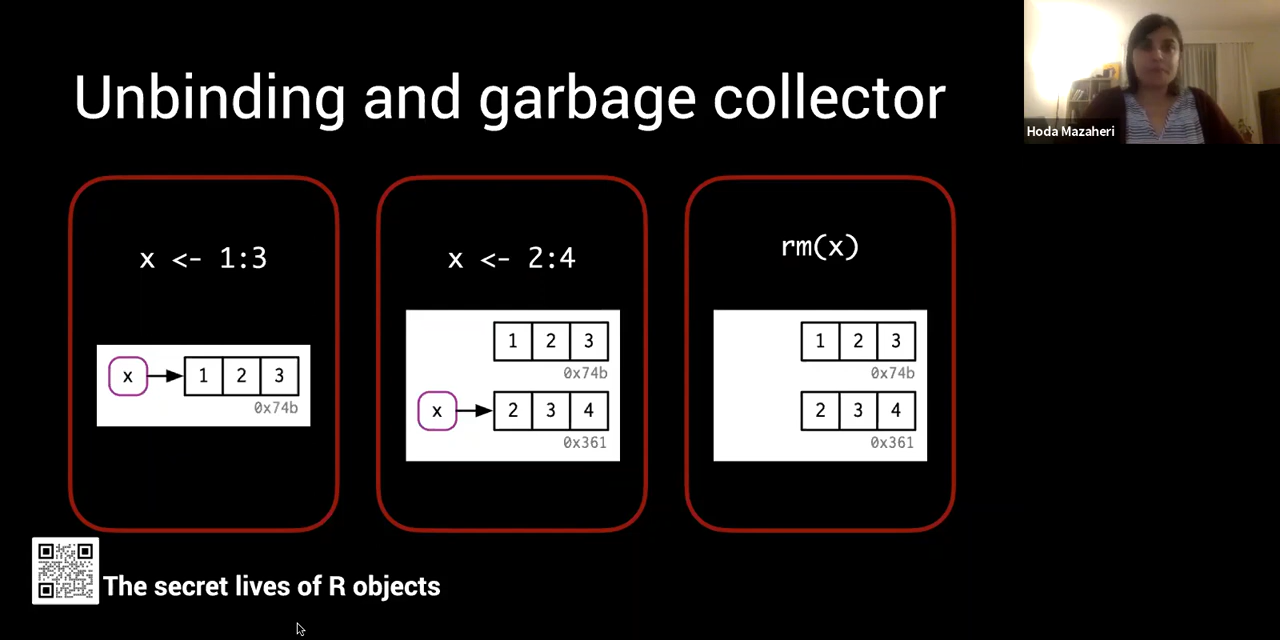 Unbinding and garbage collector
Hoda Mazaheri
x <- 1:3
x 1 2 3
0x74b
x <- 2:4
1 2 3
0x74b
x 2 3 4
0x361
rm(x)
1 2 3
0x74b
2 3 4
0x361
The secret lives of R objects